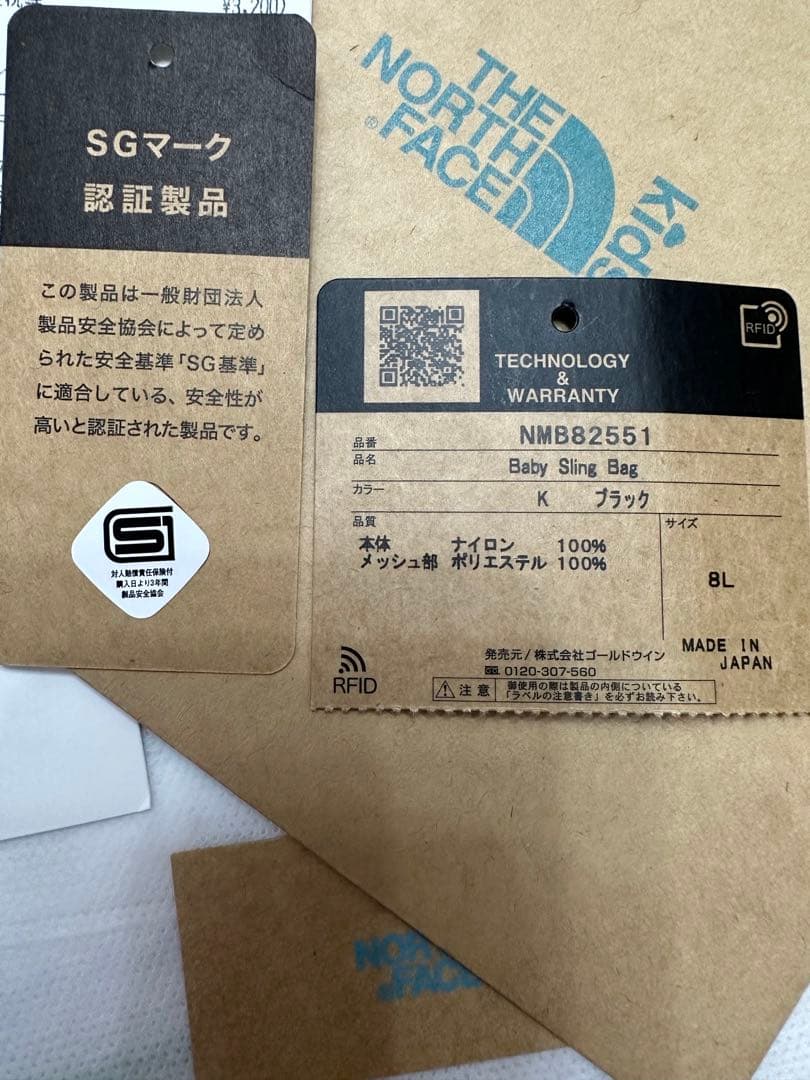 ¥3,200)
SGマーク
認証製品
この製品は一般財団法人
製品安全協会によって定め
られた安全基準「SG基準」
に適合している、安全性が
高いと認証された製品です。
対人賠償責任保険付
購入日より3年間
製品安全協会
THE
NORTH
FACE
®
kids
TECHNOLOGY
&
WARRANTY
RFID
品番 NMB82551
品名 Baby Sling Bag
カラー K ブラック
品質
本体 ナイロン 100%
メッシュ部 ポリエステル 100%
サイズ
8L
MADE IN
JAPAN
発売元/株式会社ゴールドウイン
0120-307-560
RFID
注意
御使用の際は製品の内側についている
「ラベルの注意書き」を必ずお読み下さい。
NORTH
FACE